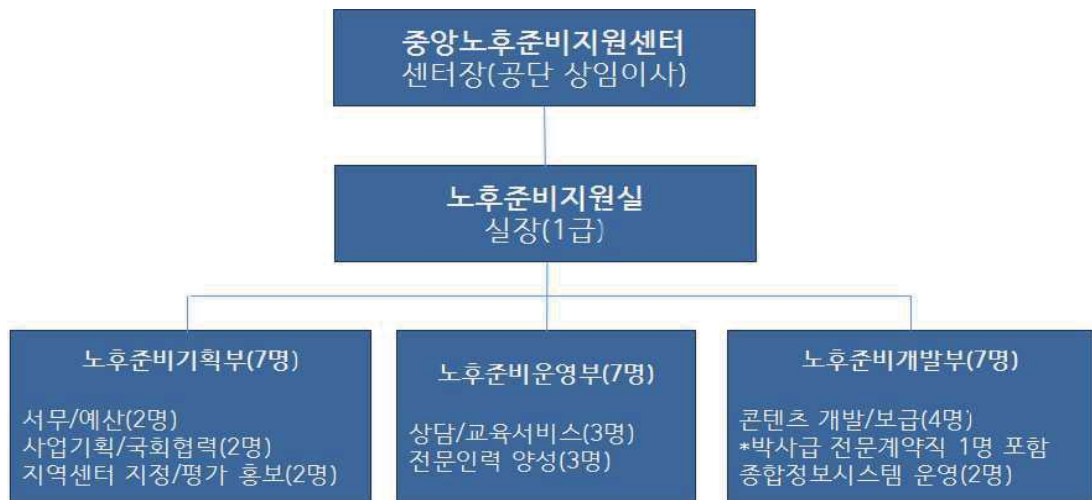 중앙노후준비지원센터
센터장(공단 상임이사)
노후준비지원실
실장(1급)
노후준비기획부(7명)
서무/예산(2명)
사업기획/국회협력(2명)
지역센터 지정/평가 홍보(2명)
노후준비운영부(7명)
상담/교육서비스(3명)
전문인력 양성(3명)
노후준비개발부(7명)
콘텐츠 개발/보급(4명)
*박사급 전문계약직 1명 포함
종합정보시스템 운영(2명)